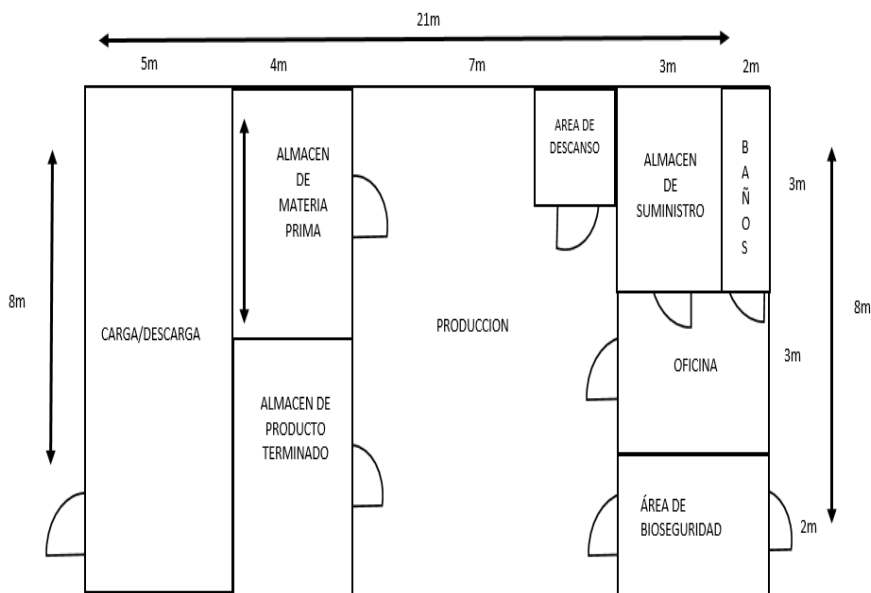 21m
5m
4m
7m
3m
2m
AREA DE
DESCANSO
ALMACEN
DE
MATERIA
PRIMA
ALMACEN
DE
SUMINISTRO
B
A
Ñ
O
S
3m
8m
CARGA/DESCARGA
PRODUCCION
8m
OFICINA
3m
ALMACEN DE
PRODUCTO
TERMINADO
ÁREA DE
BIOSEGURIDAD
2m